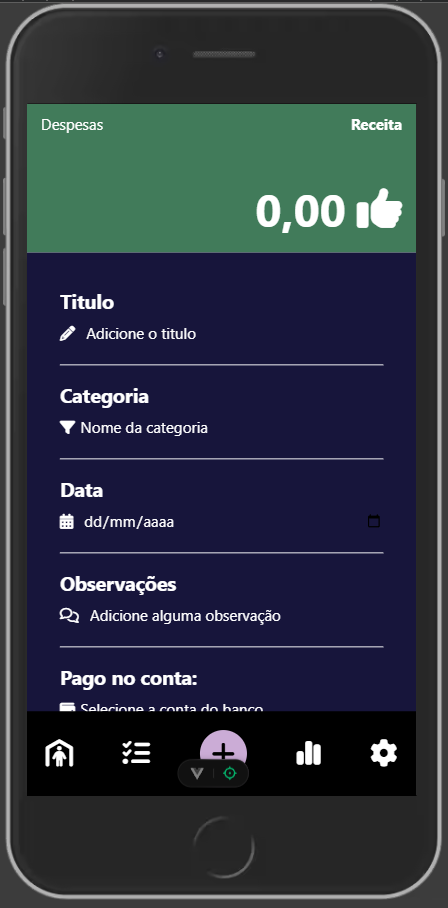 Despesas
Receita
0,00
Titulo
Adicione o titulo
Categoria
Nome da categoria
Data
dd/mm/aaaa
Observações
Adicione alguma observação
Pago no conta:
Selecione a conta do banco